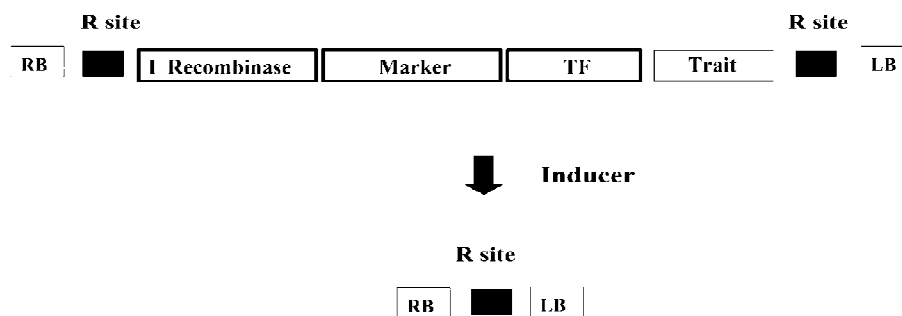 R site R site
RB I Recombinase Marker TF Trait LB
Inducer
R site
RB LB